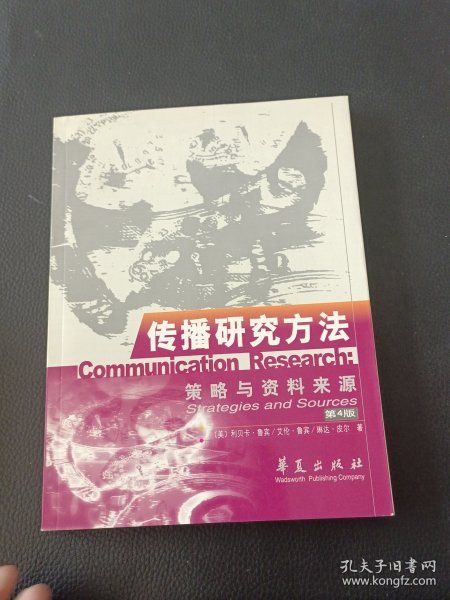 传播研究方法
Communication Research:
策略与资料来源
Strategies and Sources
第4版
(美)利贝卡·鲁宾/艾伦·鲁宾/琳达·皮尔 著
华夏出版社
Wadsworth Publishing Company
孔夫子旧书网
www.kongfz.com